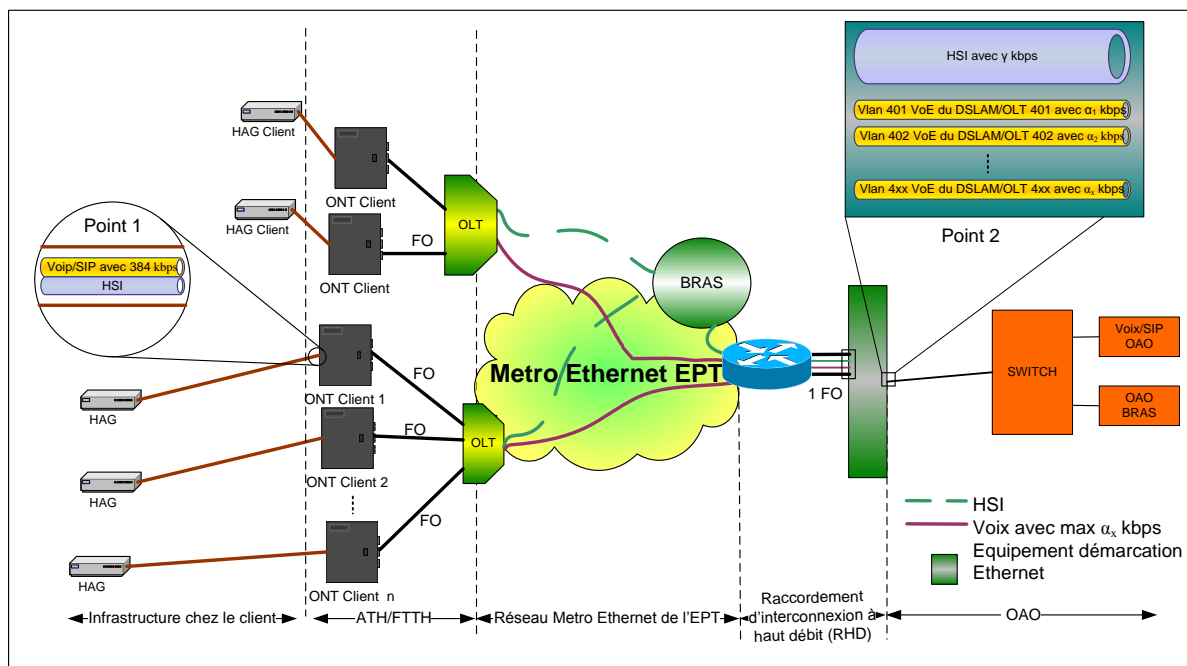 HAG Client
ONT Client
HAG Client
ONT Client
FO
OLT
Point 1
Voip/SIP avec 384 kbps
HSI
HSI avec γ kbps
Vlan 401 VoE du DSLAM/OLT 401 avec α₁ kbps
Vlan 402 VoE du DSLAM/OLT 402 avec α₂ kbps
Vlan 4xx VoE du DSLAM/OLT 4xx avec αₓ kbps
Point 2
BRAS
Metro Ethernet EPT
1 FO
SWITCH
Voix/SIP
OAO
OAO
BRAS
HAG
ONT Client 1
FO
FO
OLT
HAG
ONT Client 2
FO
HAG
ONT Client n
HSI
Voix avec max αₓ kbps
Equipement démarcation
Ethernet
Infrastructure chez le client
ATH/FTTH
Réseau Metro Ethernet de l'EPT
Raccordement
d'interconnexion à
haut débit (RHD)
OAO